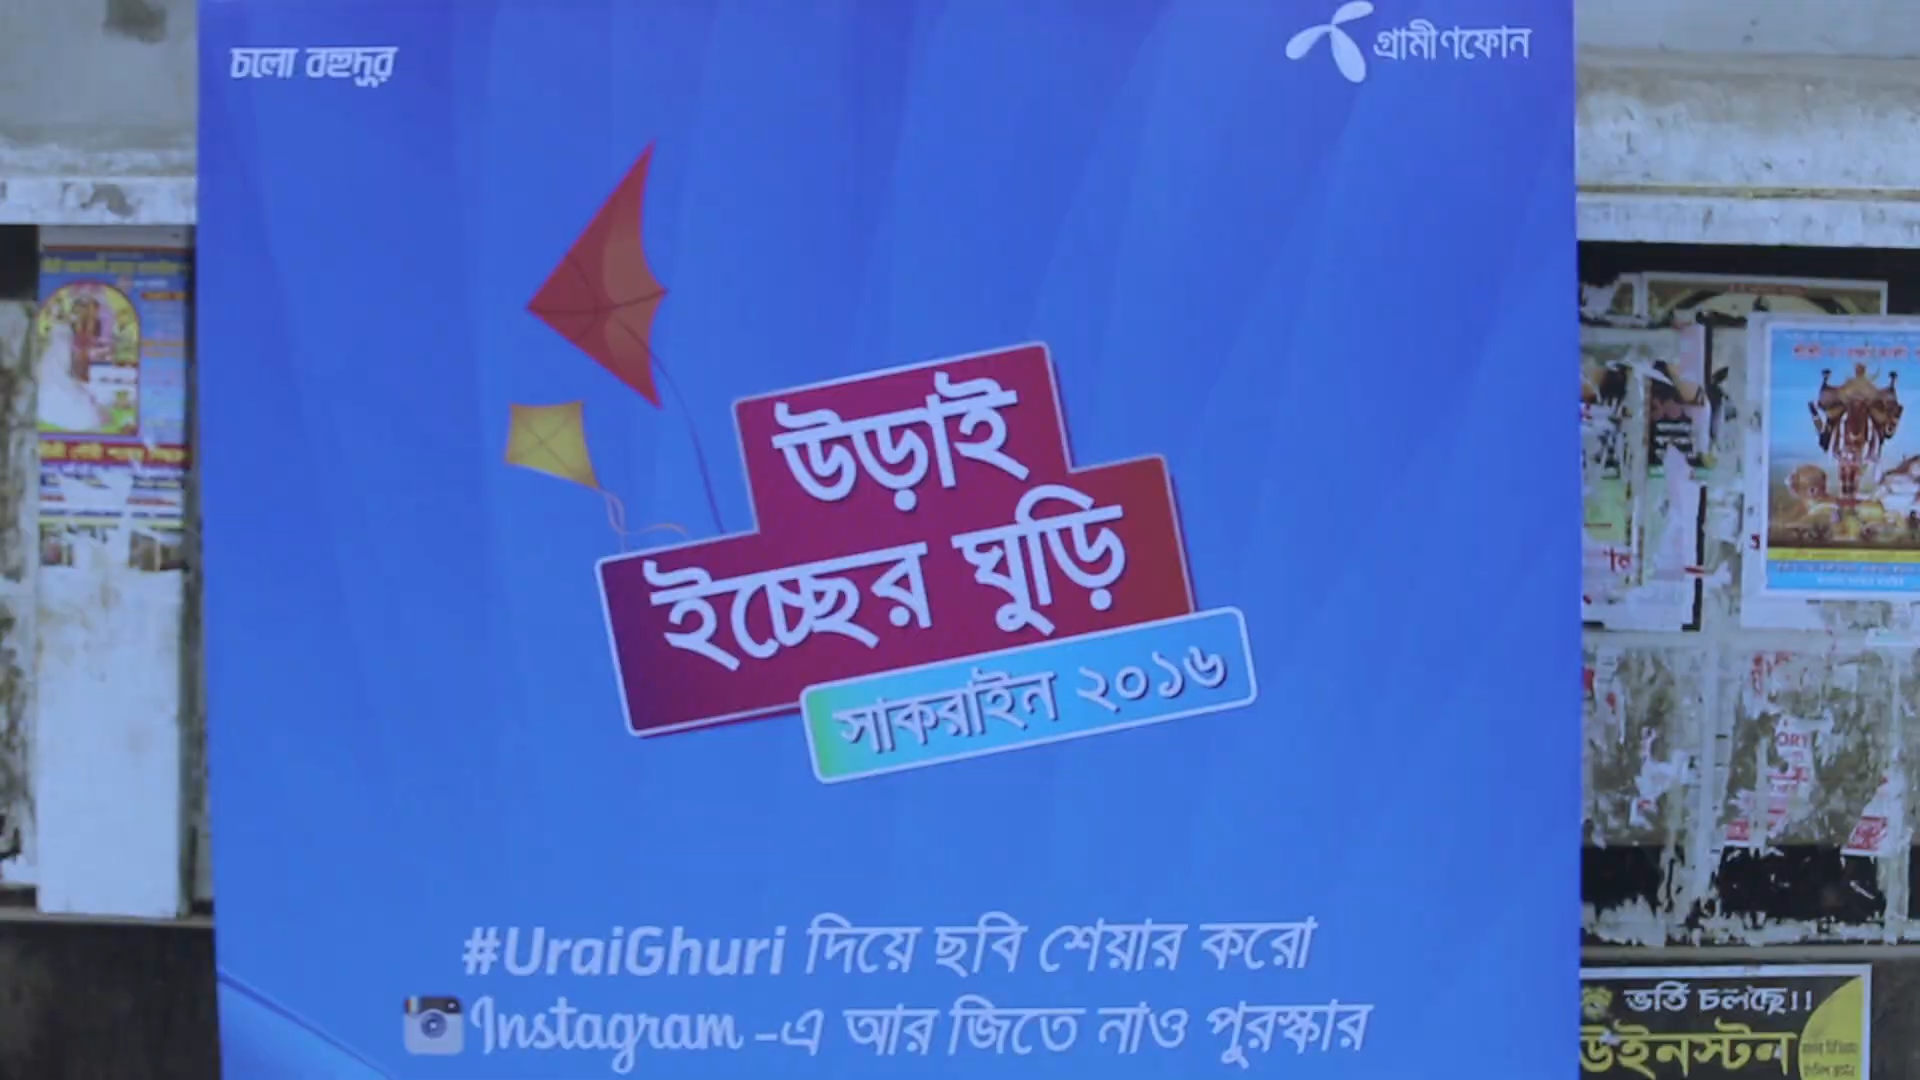 চলো বহুদূর
গ্রামীণফোন
উড়াই
ইচ্ছের ঘুড়ি
সাকরাইন ২০১৬
#UraiGhuri দিয়ে ছবি শেয়ার করো
Instagram -এ আর জিতে নাও পুরস্কার
ভর্তি চলছে!!
উইনস্টন